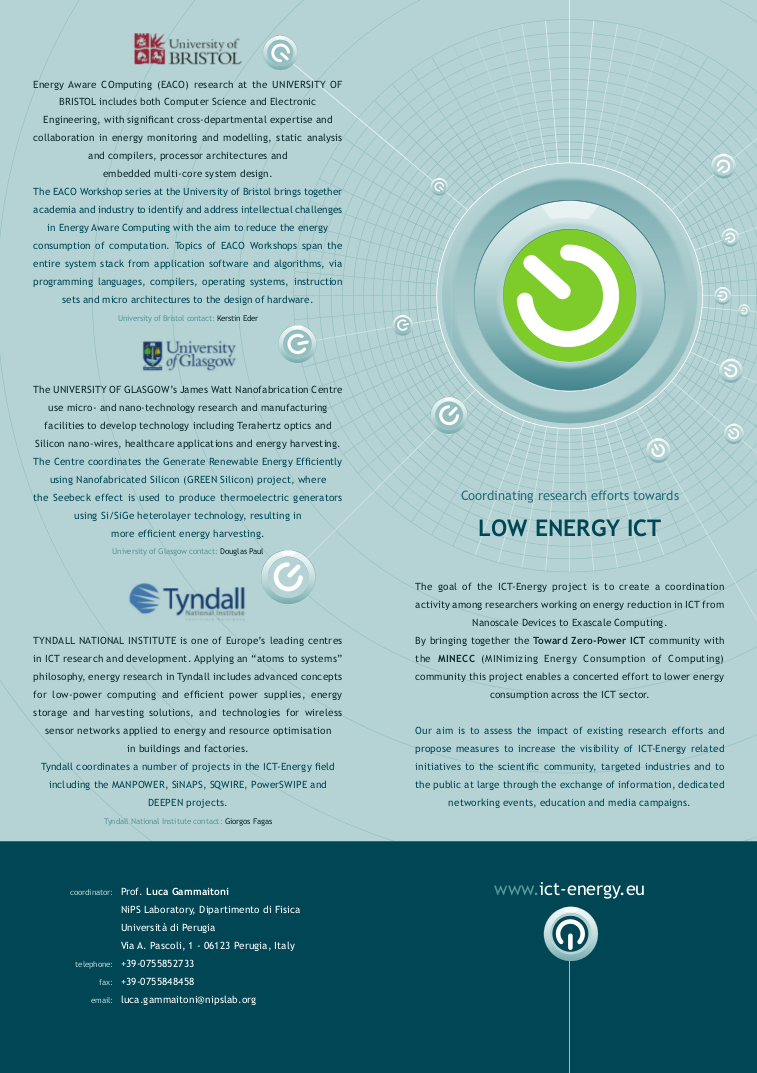 University of
BRISTOL
Energy Aware COmputing (EACO) research at the UNIVERSITY OF
BRISTOL includes both Computer Science and Electronic
Engineering, with significant cross-departmental expertise and
collaboration in energy monitoring and modelling, static analysis
and compilers, processor architectures and
embedded multi-core system design.
The EACO Workshop series at the University of Bristol brings together
academia and industry to identify and address intellectual challenges
in Energy Aware Computing with the aim to reduce the energy
consumption of computation. Topics of EACO Workshops span the
entire system stack from application software and algorithms, via
programming languages, compilers, operating systems, instruction
sets and micro architectures to the design of hardware.
University of Bristol contact: Kerstin Eder
University
of Glasgow
The UNIVERSITY OF GLASGOW's James Watt Nanofabrication Centre
use micro- and nano-technology research and manufacturing
facilities to develop technology including Terahertz optics and
Silicon nano-wires, healthcare applications and energy harvesting.
The Centre coordinates the Generate Renewable Energy Efficiently
using Nanofabricated Silicon (GREEN Silicon) project, where
the Seebeck effect is used to produce thermoelectric generators
using Si/SiGe heterolayer technology, resulting in
more efficient energy harvesting.
University of Glasgow contact: Douglas Paul
Tyndall
National Institute
TYNDALL NATIONAL INSTITUTE is one of Europe's leading centres
in ICT research and development. Applying an “atoms to systems”
philosophy, energy research in Tyndall includes advanced concepts
for low-power computing and efficient power supplies, energy
storage and harvesting solutions, and technologies for wireless
sensor networks applied to energy and resource optimisation
in buildings and factories.
Tyndall coordinates a number of projects in the ICT-Energy field
including the MANPOWER, SiNAPS, SQWIRE, PowerSWIPE and
DEEPEN projects.
Tyndall National Institute contact: Giorgos Fagas
Coordinating research efforts towards
LOW ENERGY ICT
The goal of the ICT-Energy project is to create a coordination
activity among researchers working on energy reduction in ICT from
Nanoscale Devices to Exascale Computing.
By bringing together the Toward Zero-Power ICT community with
the MINECC (MINimizing Energy Consumption of Computing)
community this project enables a concerted effort to lower energy
consumption across the ICT sector.
Our aim is to assess the impact of existing research efforts and
propose measures to increase the visibility of ICT-Energy related
initiatives to the scientific community, targeted industries and to
the public at large through the exchange of information, dedicated
networking events, education and media campaigns.
coordinator: Prof. Luca Gammaitoni
NiPS Laboratory, Dipartimento di Fisica
Università di Perugia
Via A. Pascoli, 1 - 06123 Perugia, Italy
telephone: +39-0755852733
fax: +39-0755848458
email: luca.gammaitoni@nipslab.org
www.ict-energy.eu